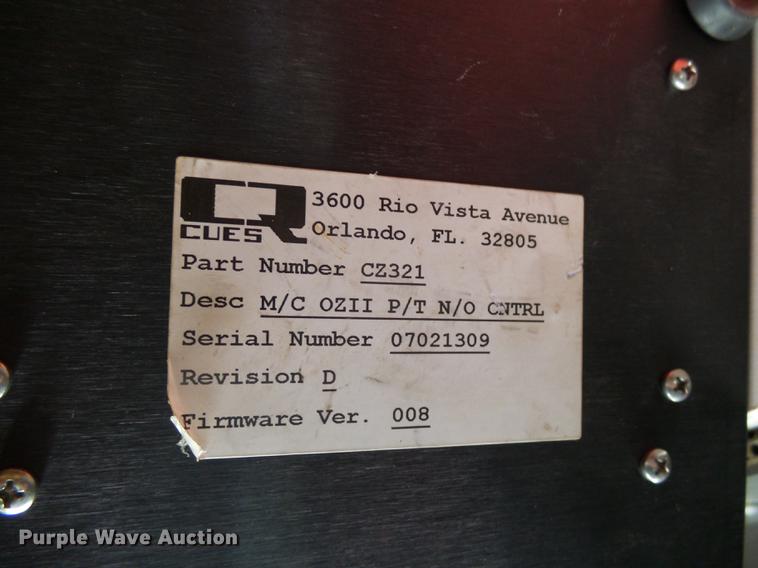 CUES
3600 Rio Vista Avenue
Orlando, FL. 32805
Part Number CZ321
Desc M/C OZII P/T N/O CNTRL
Serial Number 07021309
Revision D
Firmware Ver. 008
Purple Wave Auction